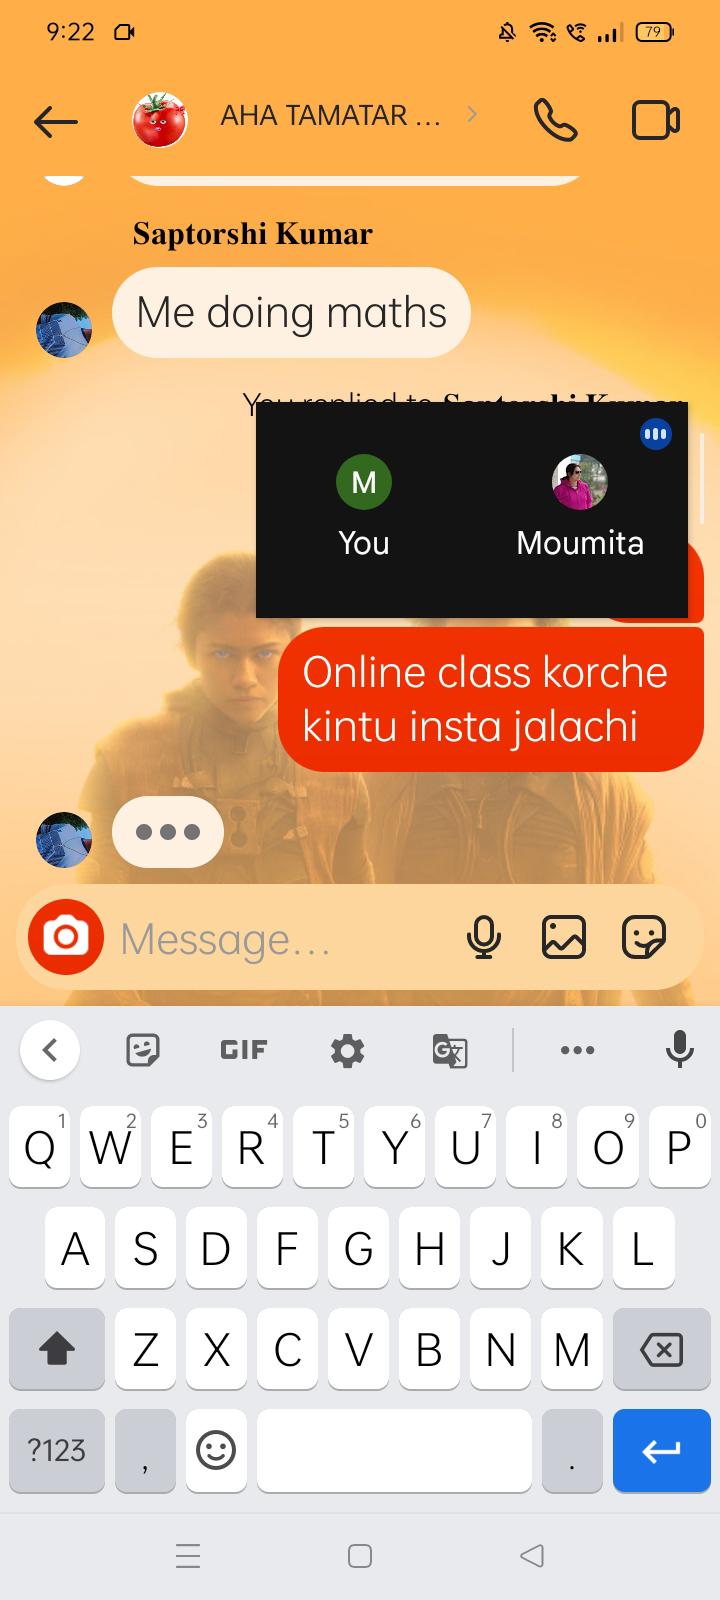 9:22
79
AHA TAMATAR ...
Saptorshi Kumar
Me doing maths
You replied to Saptorshi Kumar
M
You
Moumita
Online class korche
kintu insta jalachi
Message...
GIF
G
1 2 3 4 5 6 7 8 9 0
Q W E R T Y U I O P
A S D F G H J K L
Z X C V B N M
?123 , .